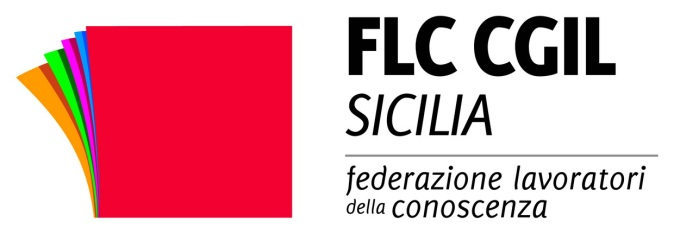 FLC CGIL
SICILIA
federazione lavoratori
della conoscenza